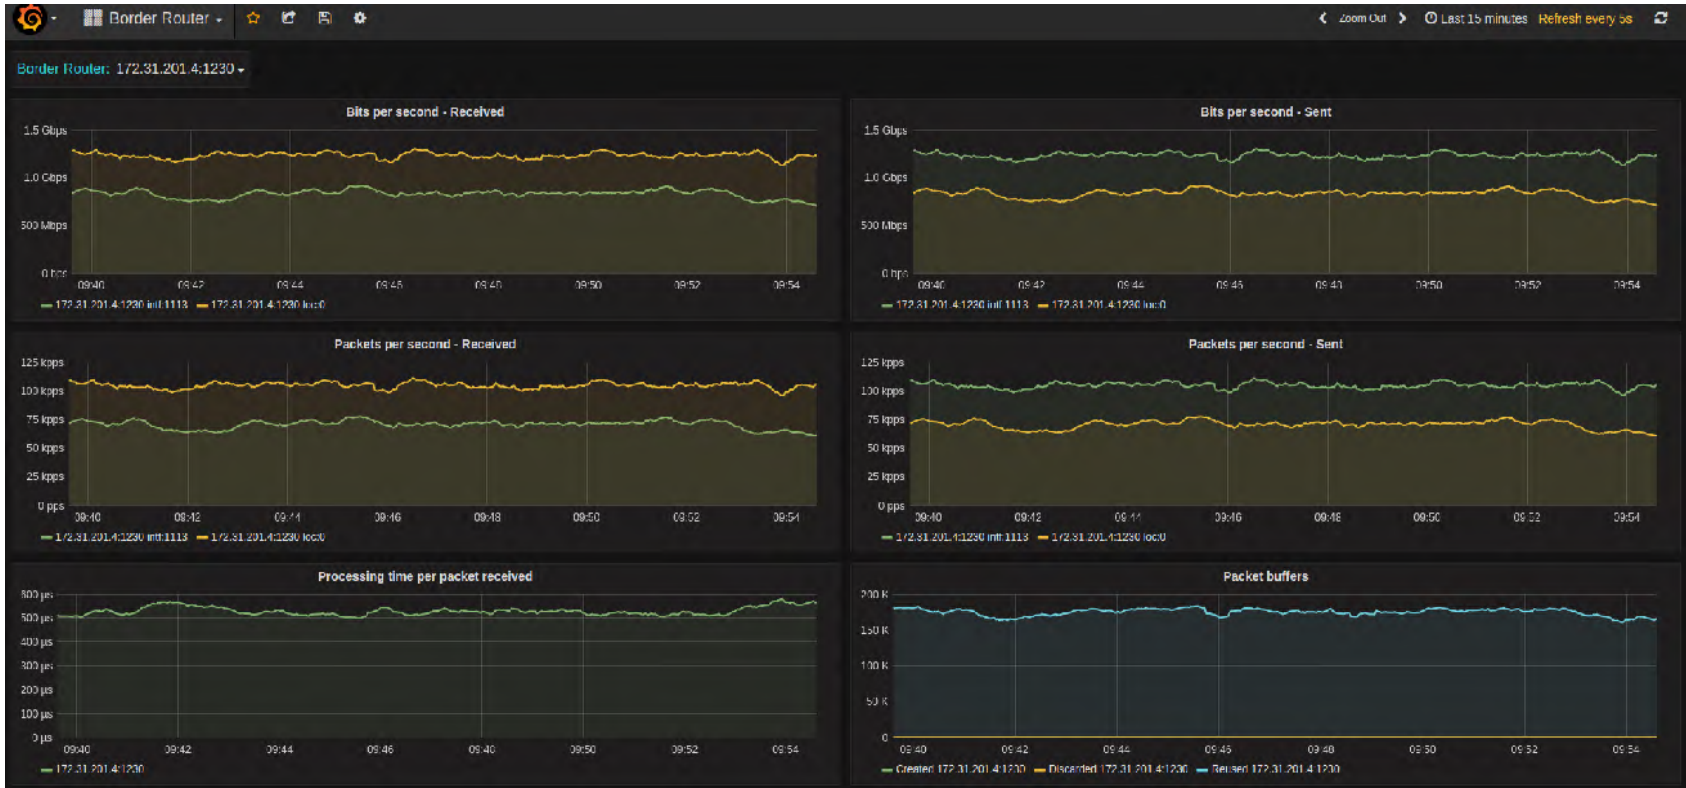 Border Router
Zoom Out
Last 15 minutes Refresh every 5s
Border Router: 172.31.201.4:1230
Bits per second - Received
1.5 Gbps
1.0 Gbps
500 Mbps
0 bps
09:40 09:42 09:44 09:46 09:48 09:50 09:52 09:54
172.31.201.4:1230 intf:1113 172.31.201.4:1230 loc:0
Bits per second - Sent
1.5 Gbps
1.0 Gbps
500 Mbps
0 bps
09:40 09:42 09:44 09:46 09:48 09:50 09:52 09:54
172.31.201.4:1230 intf:1113 172.31.201.4:1230 loc:0
Packets per second - Received
125 kpps
100 kpps
75 kpps
50 kpps
25 kpps
0 pps
09:40 09:42 09:44 09:46 09:48 09:50 09:52 09:54
172.31.201.4:1230 intf:1113 172.31.201.4:1230 loc:0
Packets per second - Sent
125 kpps
100 kpps
75 kpps
50 kpps
25 kpps
0 pps
09:40 09:42 09:44 09:46 09:48 09:50 09:52 09:54
172.31.201.4:1230 intf:1113 172.31.201.4:1230 loc:0
Processing time per packet received
600 µs
500 µs
400 µs
300 µs
200 µs
100 µs
0 µs
09:40 09:42 09:44 09:46 09:48 09:50 09:52 09:54
172.31.201.4:1230
Packet buffers
200 K
150 K
100 K
50 K
0
09:40 09:42 09:44 09:46 09:48 09:50 09:52 09:54
Created 172.31.201.4:1230 Discarded 172.31.201.4:1230 Reused 172.31.201.4:1230